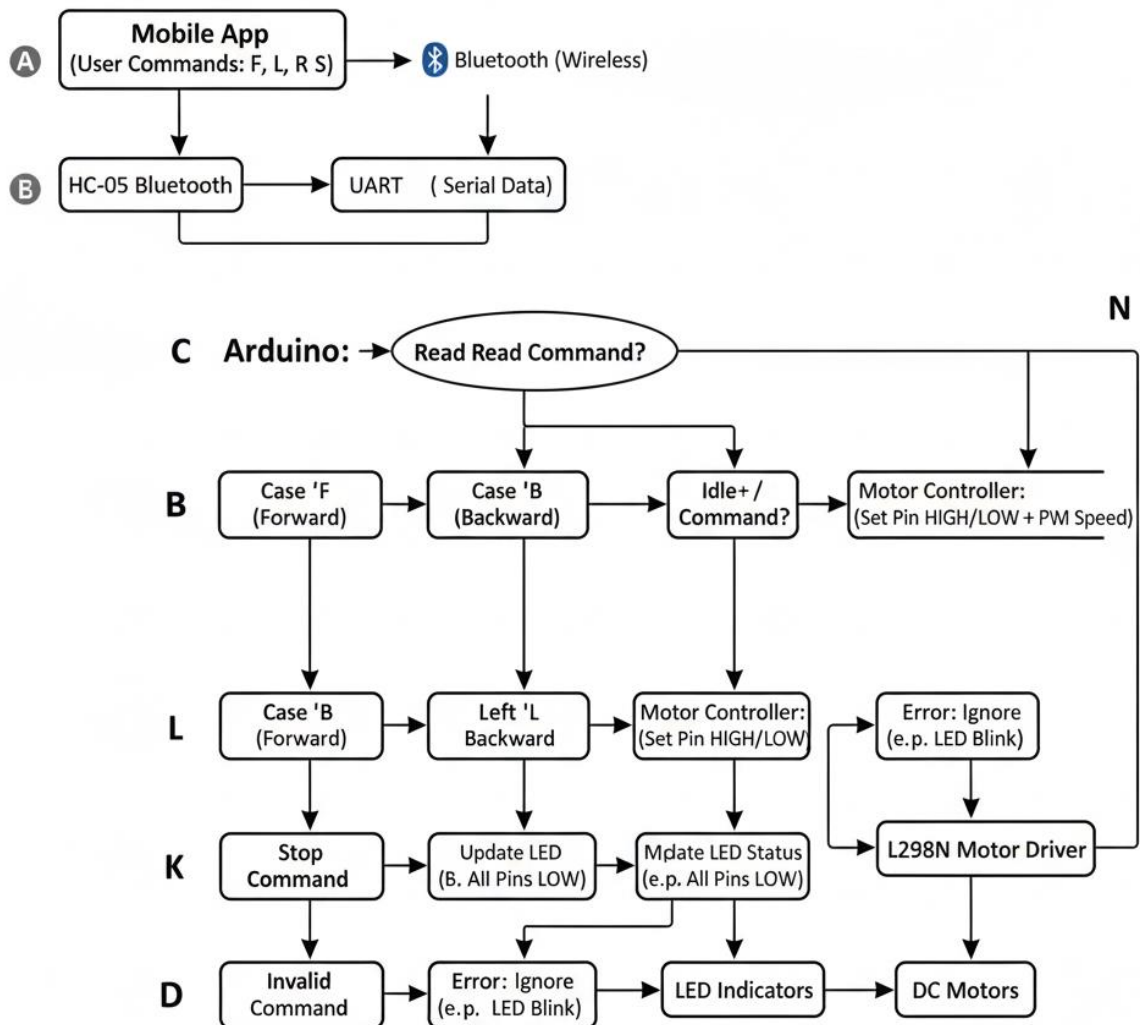 Mobile App
A
(User Commands: F, L, R S)
Bluetooth (Wireless)
B
HC-05 Bluetooth
UART ( Serial Data)
N
C Arduino:
Read Read Command?
B
Case 'F
(Forward)
Case 'B
(Backward)
Idle+ /
Command?
Motor Controller:
(Set Pin HIGH/LOW + PM Speed)
L
Case 'B
(Forward)
Left 'L
Backward
Motor Controller:
(Set Pin HIGH/LOW)
Error: Ignore
(e.p. LED Blink)
K
Stop
Command
Update LED
(B. All Pins LOW)
LED Status
(e.p. All Pins LOW)
L298N Motor Driver
D
Invalid
Command
Error: Ignore
(e.p. LED Blink)
LED Indicators
DC Motors